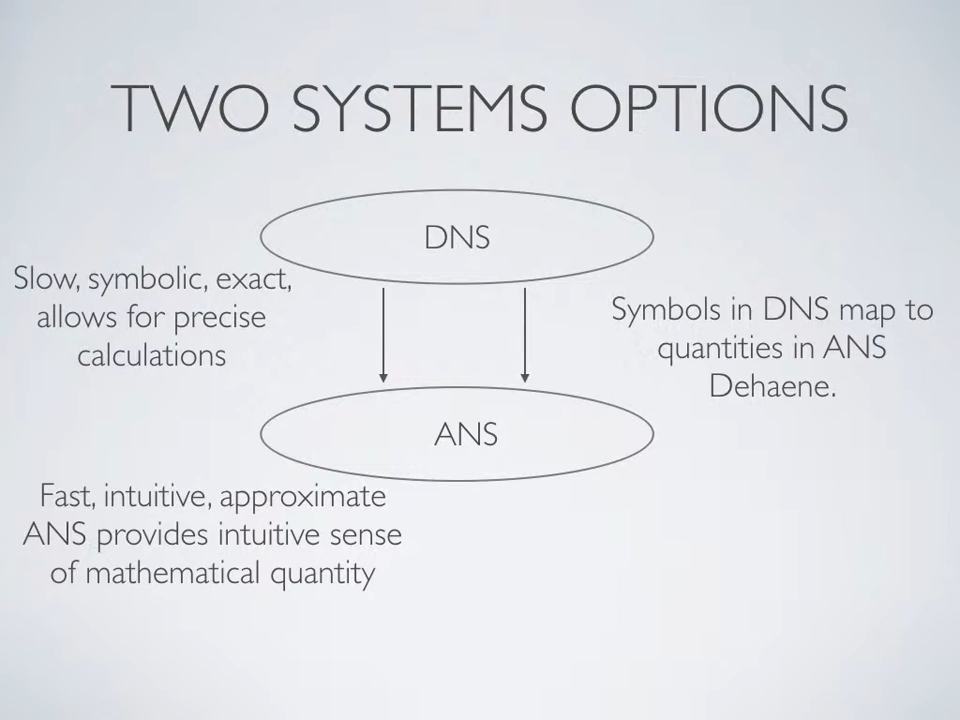 TWO SYSTEMS OPTIONS
DNS
Slow, symbolic, exact,
allows for precise
calculations
Symbols in DNS map to
quantities in ANS
Dehaene.
ANS
Fast, intuitive, approximate
ANS provides intuitive sense
of mathematical quantity